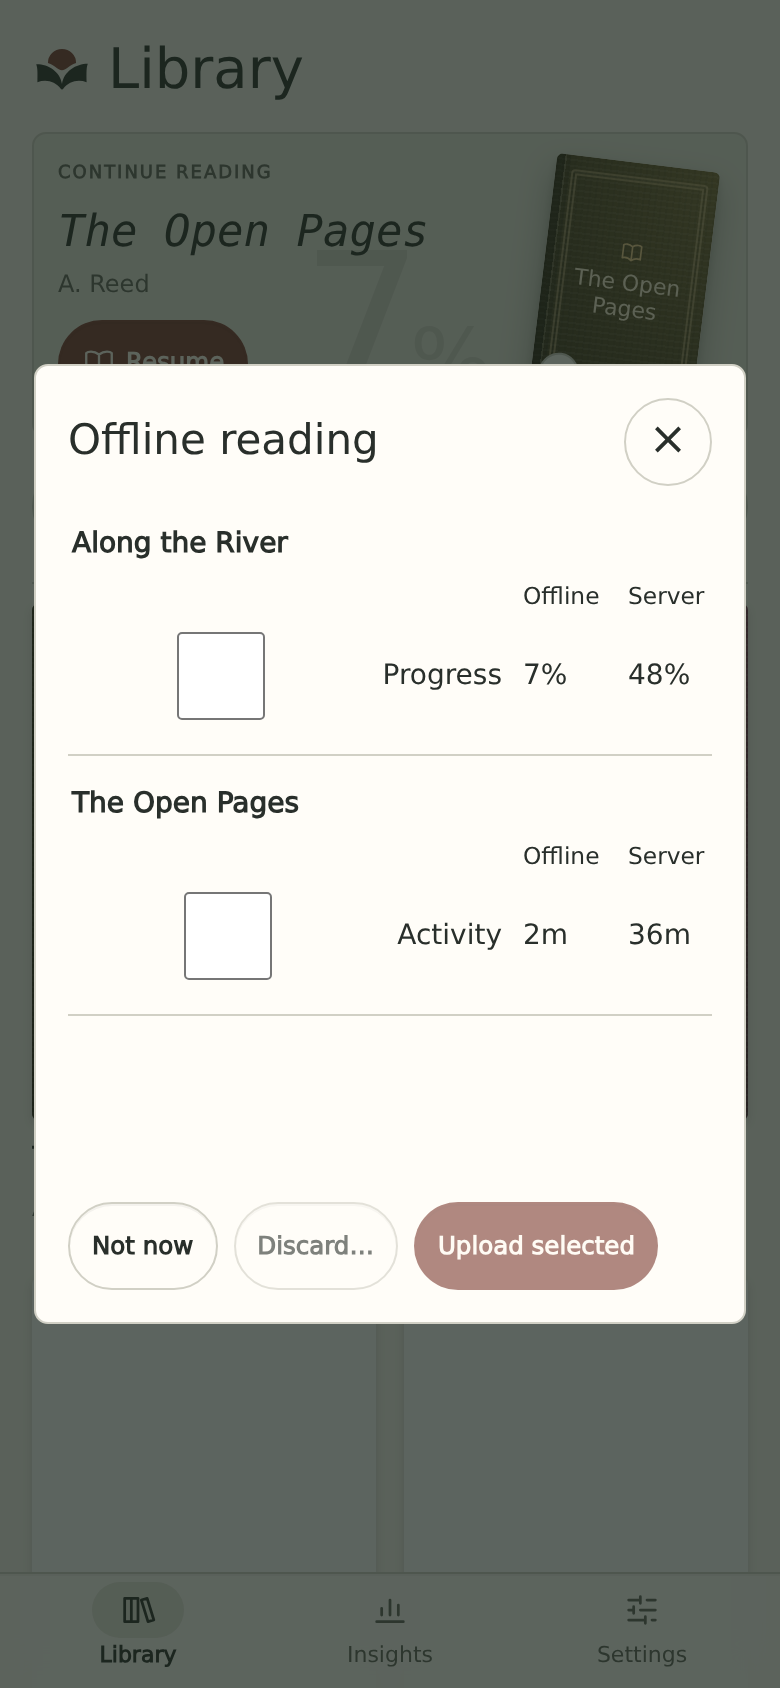 Library
CONTINUE READING
The Open Pages
A. Reed
7%
Resume
The Open
Pages
Offline reading
Along the River
Offline Server
Progress 7% 48%
The Open Pages
Offline Server
Activity 2m 36m
Not now Discard... Upload selected
Library Insights Settings